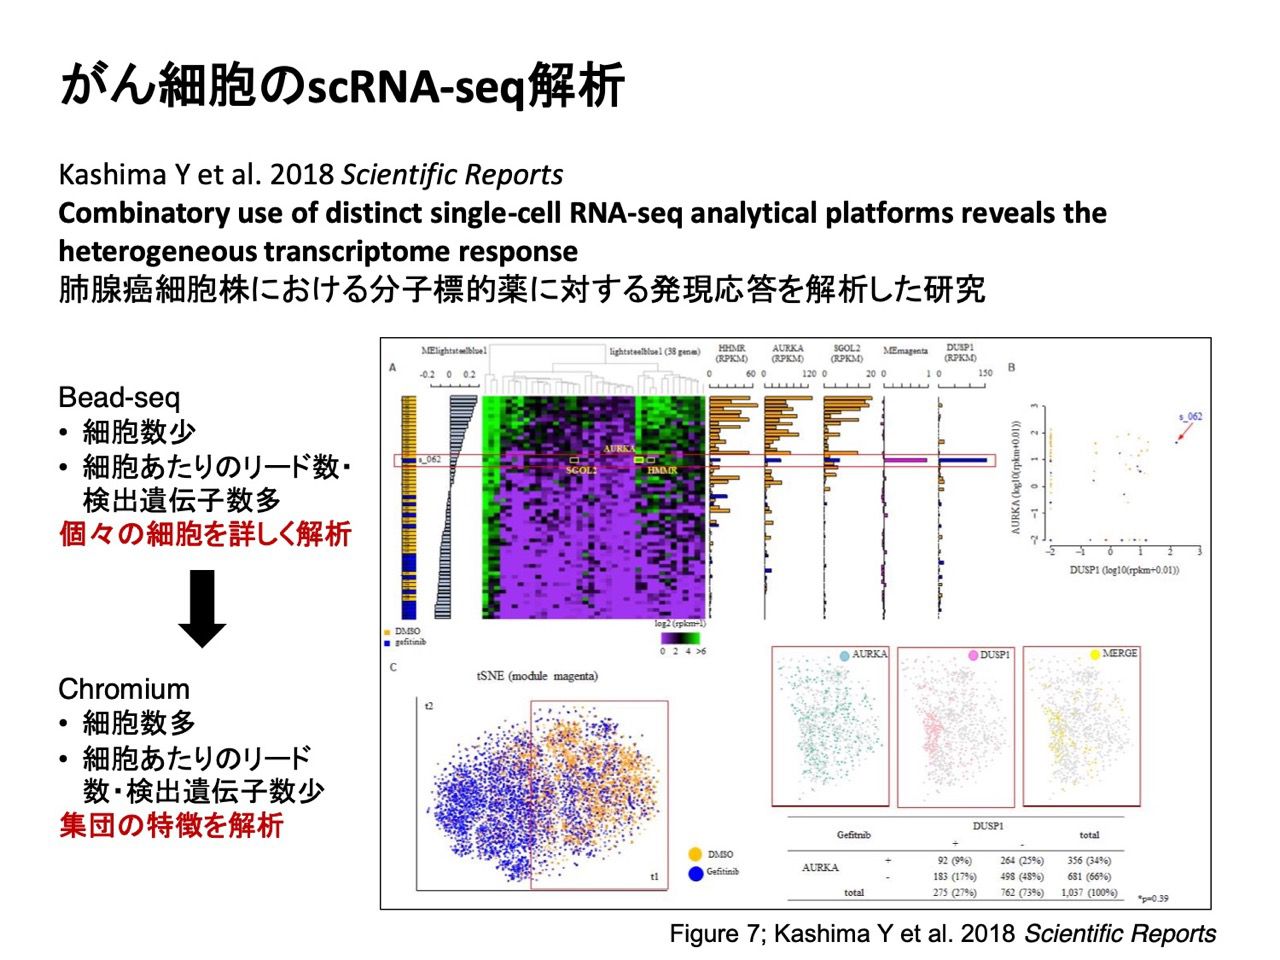 がん細胞のscRNA-seq解析
Kashima Y et al. 2018 Scientific Reports
Combinatory use of distinct single-cell RNA-seq analytical platforms reveals the
heterogeneous transcriptome response
肺腺癌細胞株における分子標的薬に対する発現応答を解析した研究
Bead-seq
• 細胞数少
• 細胞あたりのリード数・
検出遺伝子数多
個々の細胞を詳しく解析
Chromium
• 細胞数多
• 細胞あたりのリード
数・検出遺伝子数少
集団の特徴を解析
A
MElightsteelblue1
-0.2 0 0.2
lightsteelblue1 (38 genes)
HHMR
(RPKM)
0 60
AURKA
(RPKM)
0 120
SGOL2
(RPKM)
0 20
MEmagenta
0 1
DUSP1
(RPKM)
0 150
s_062
AURKA
SGOL2
HMMR
DMSO
gefitinib
log2 (rpkm+1)
0 2 4 >6
B
s_062
AURKA (log10(rpkm+0.01))
3
2
1
0
−1
−2
−2 −1 0 1 2 3
DUSP1 (log10(rpkm+0.01))
C
tSNE (module magenta)
t2
t1
DMSO
Gefitinib
AURKA
DUSP1
MERGE
Gefitnib
DUSP1
total
+ -
AURKA
+ 92 (9%) 264 (25%) 356 (34%)
- 183 (17%) 498 (48%) 681 (66%)
total 275 (27%) 762 (73%) 1,037 (100%)
*p=0.39
Figure 7; Kashima Y et al. 2018 Scientific Reports